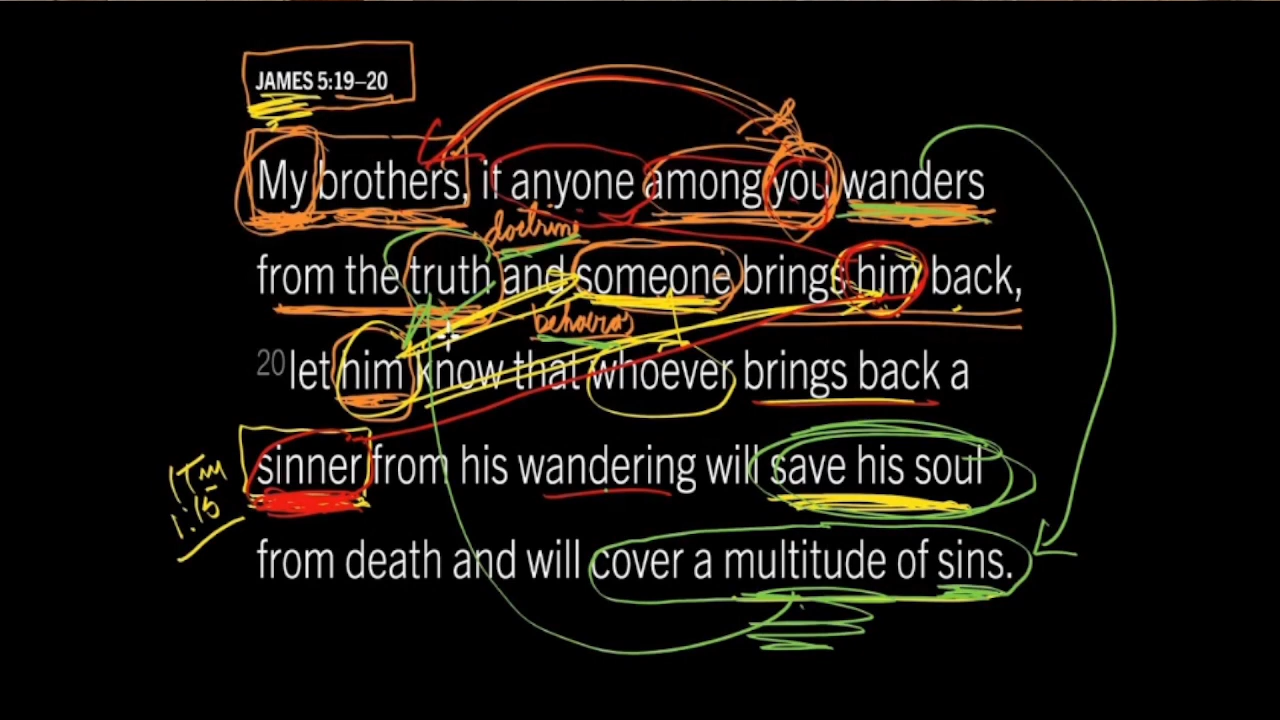 JAMES 5:19–20
My brothers, if anyone among you wanders
doctrine
from the truth and someone brings him back,
behavior
20 let him know that whoever brings back a
sinner from his wandering will save his soul
1 Tm
1:15
from death and will cover a multitude of sins.